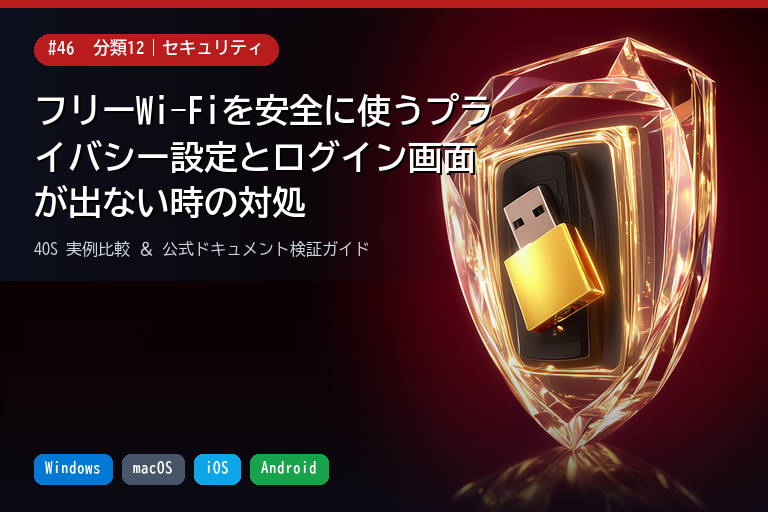 #46 分類12｜セキュリティ
フリーWi-Fiを安全に使うプラ
イバシー設定とログイン画面
が出ない時の対処
4OS 実例比較 ＆ 公式ドキュメント検証ガイド
Windows
macOS
iOS
Android